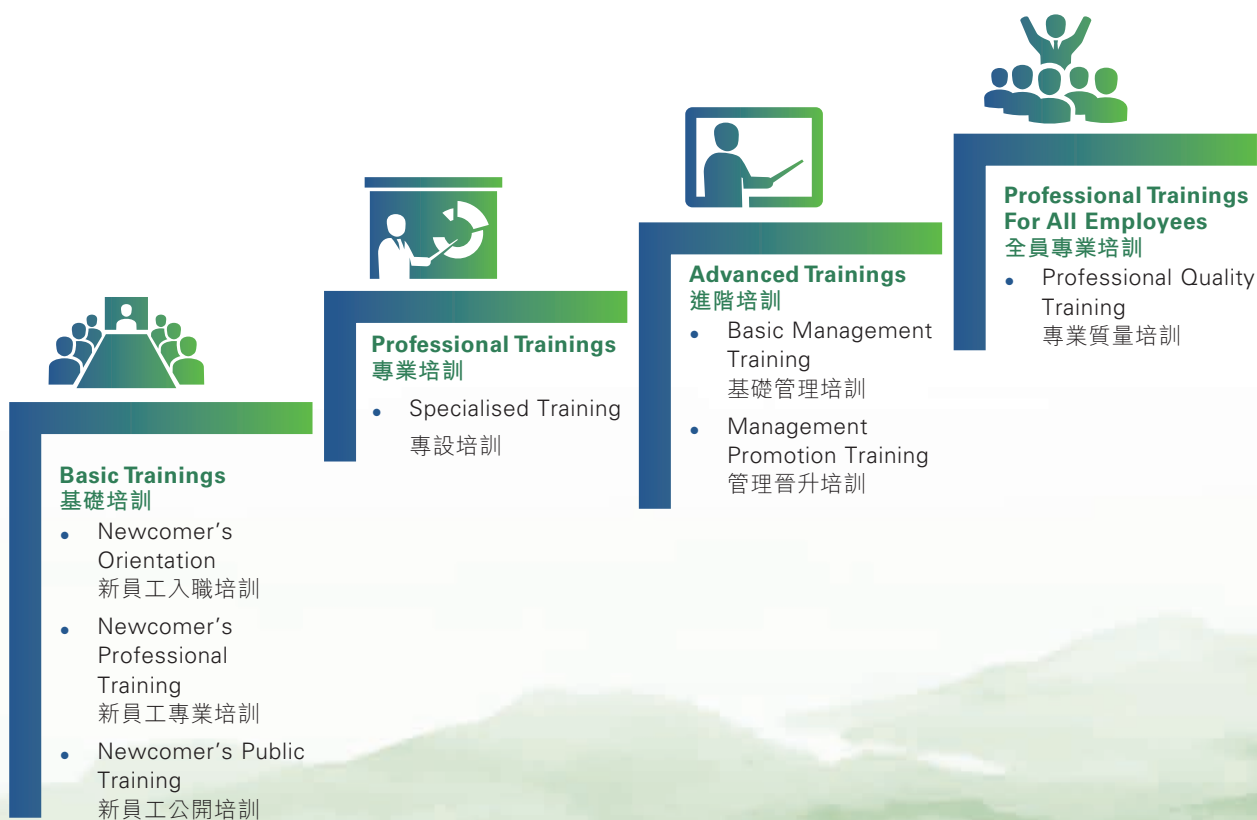 Basic Trainings
基礎培訓
• Newcomer's
Orientation
新員工入職培訓
• Newcomer's
Professional
Training
新員工專業培訓
• Newcomer's Public
Training
新員工公開培訓
Professional Trainings
專業培訓
• Specialised Training
專設培訓
Advanced Trainings
進階培訓
• Basic Management
Training
基礎管理培訓
• Management
Promotion Training
管理晉升培訓
Professional Trainings
For All Employees
全員專業培訓
• Professional Quality
Training
專業質量培訓